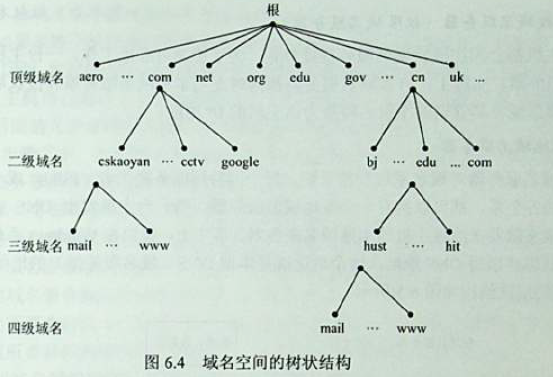 根
顶级域名 aero … com net org edu gov … cn uk ...
二级域名 cskaoyan … cctv google bj … edu ... com
三级域名 mail … www hust … hit
四级域名 mail … www
图 6.4 域名空间的树状结构